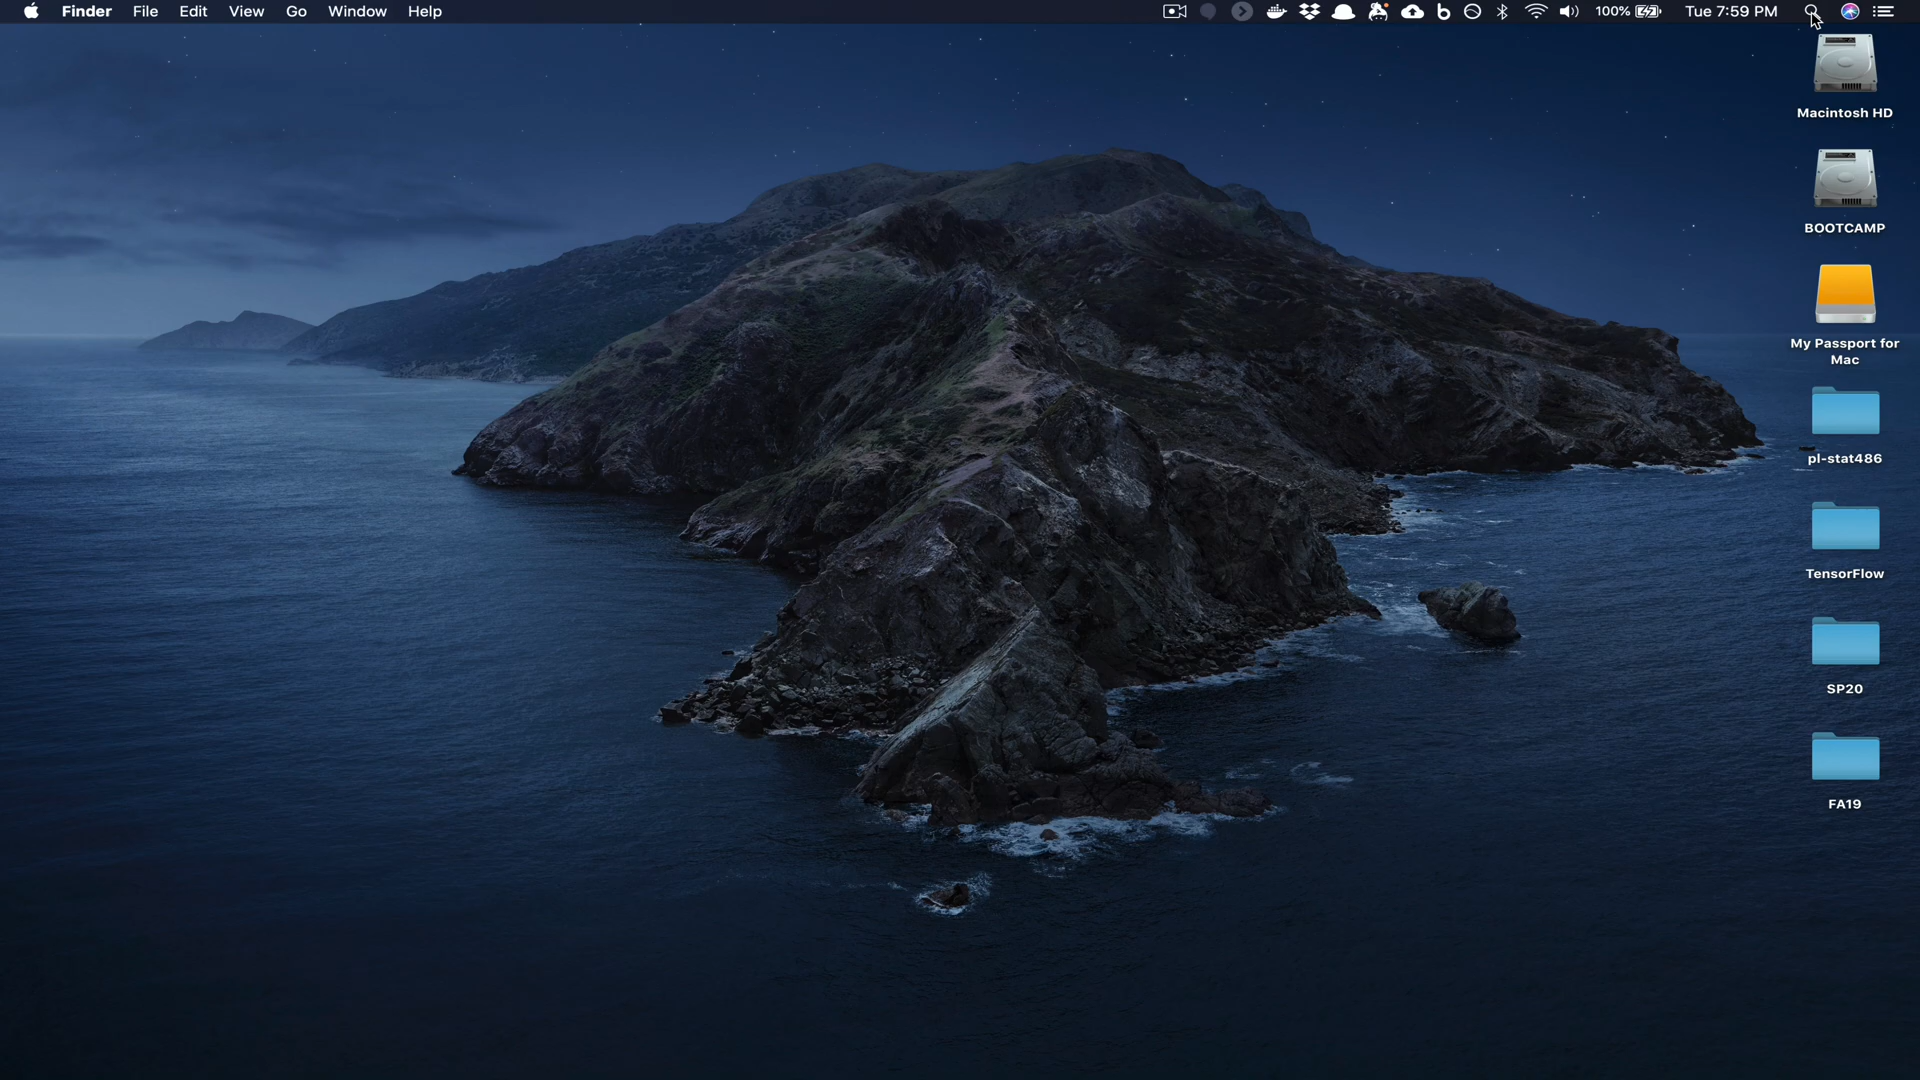 Finder File Edit View Go Window Help 100% Tue 7:59 PM
Macintosh HD
BOOTCAMP
My Passport for
Mac
pl-stat486
TensorFlow
SP20
FA19